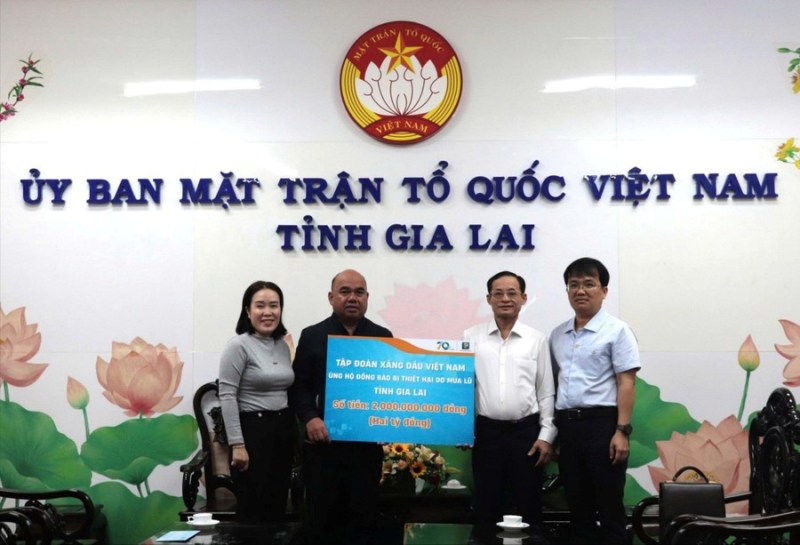 MẶT TRẬN TỔ QUỐC
VIỆT NAM
ỦY BAN MẶT TRẬN TỔ QUỐC VIỆT NAM
TỈNH GIA LAI
70
TẬP ĐOÀN XĂNG DẦU VIỆT NAM
ỦNG HỘ ĐỒNG BÀO BỊ THIỆT HẠI DO MƯA LŨ
TỈNH GIA LAI
Số tiền: 2.000.000.000 đồng
(Hai tỷ đồng)